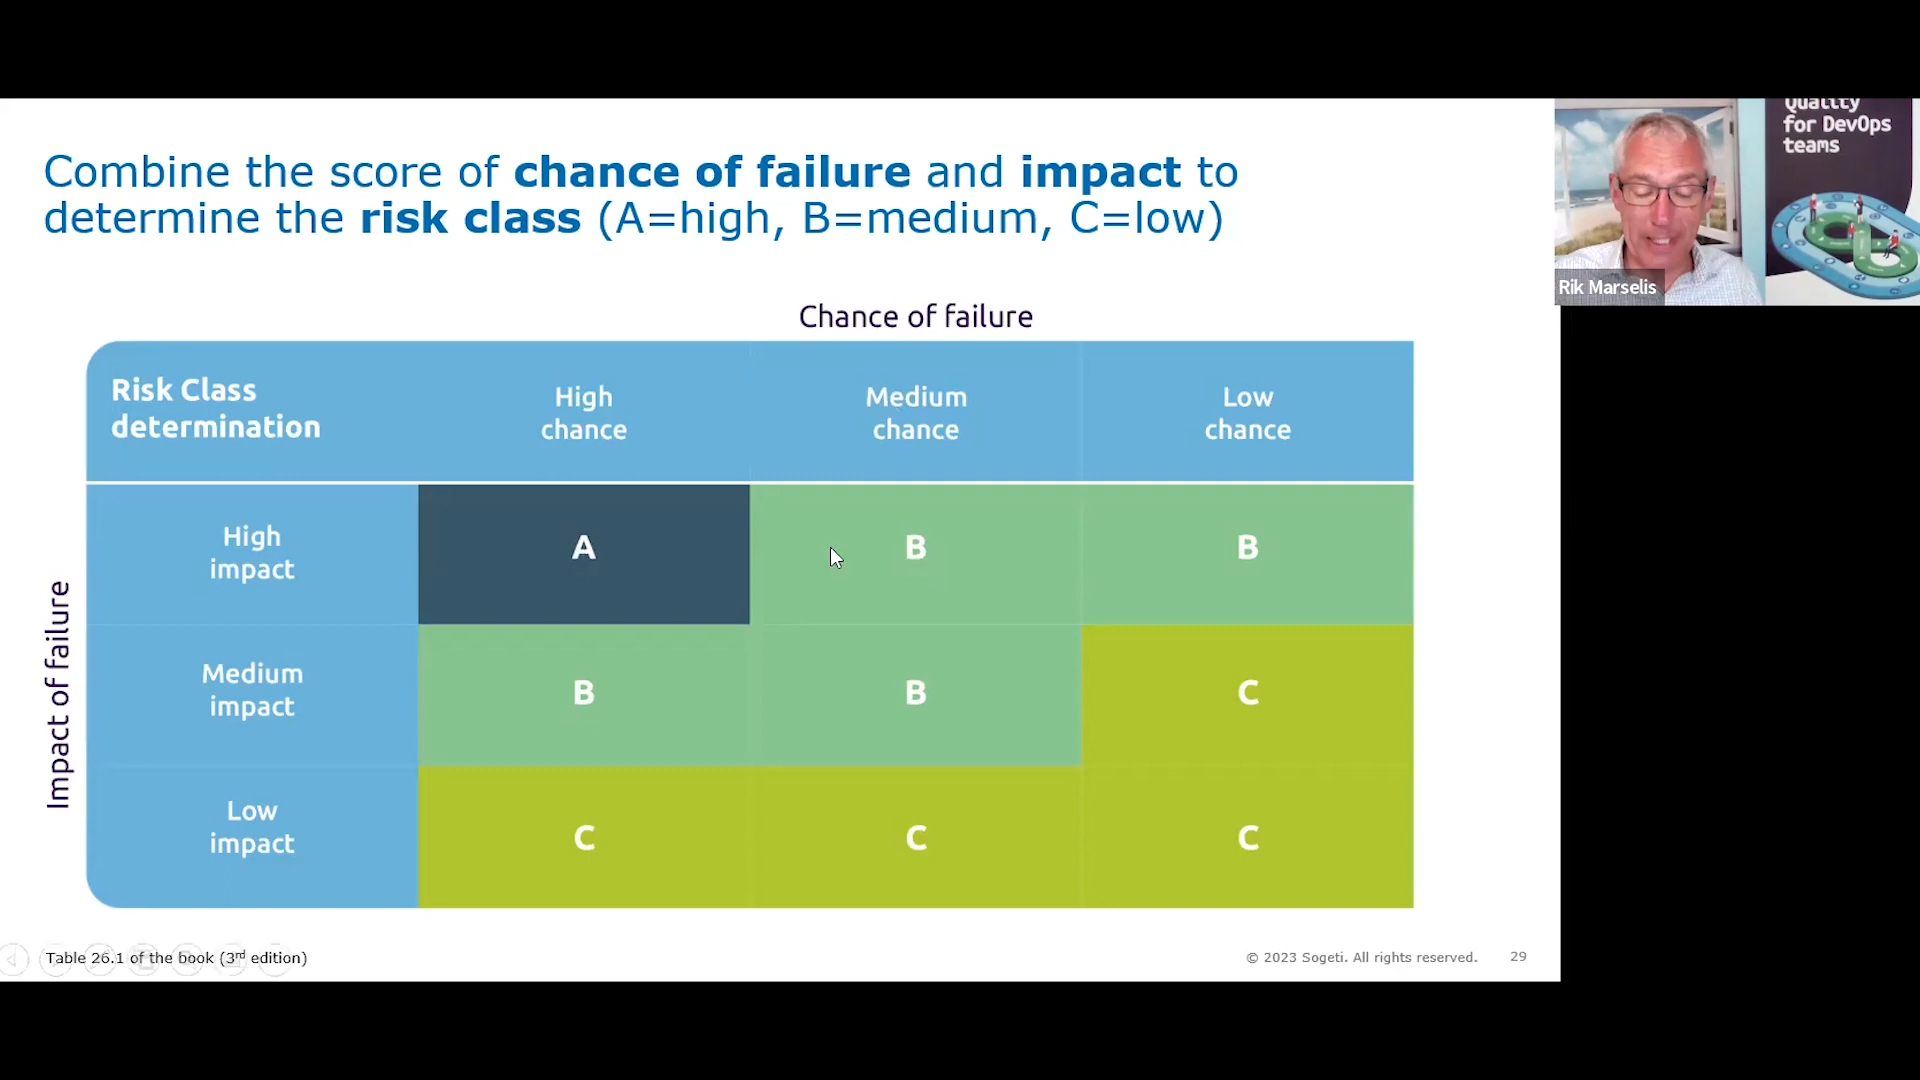 Combine the score of chance of failure and impact to
determine the risk class (A=high, B=medium, C=low)
Quality
for DevOps
teams
Rik Marselis
Chance of failure
Risk Class
determination
High
chance
Medium
chance
Low
chance
Impact of failure
High
impact
A
B
B
Medium
impact
B
B
C
Low
impact
C
C
C
Table 26.1 of the book (3rd edition)
© 2023 Sogeti. All rights reserved.
29